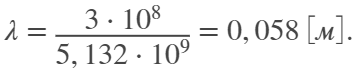 λ = 3 · 10⁸ / 5, 132 · 10⁹ = 0, 058 [м].